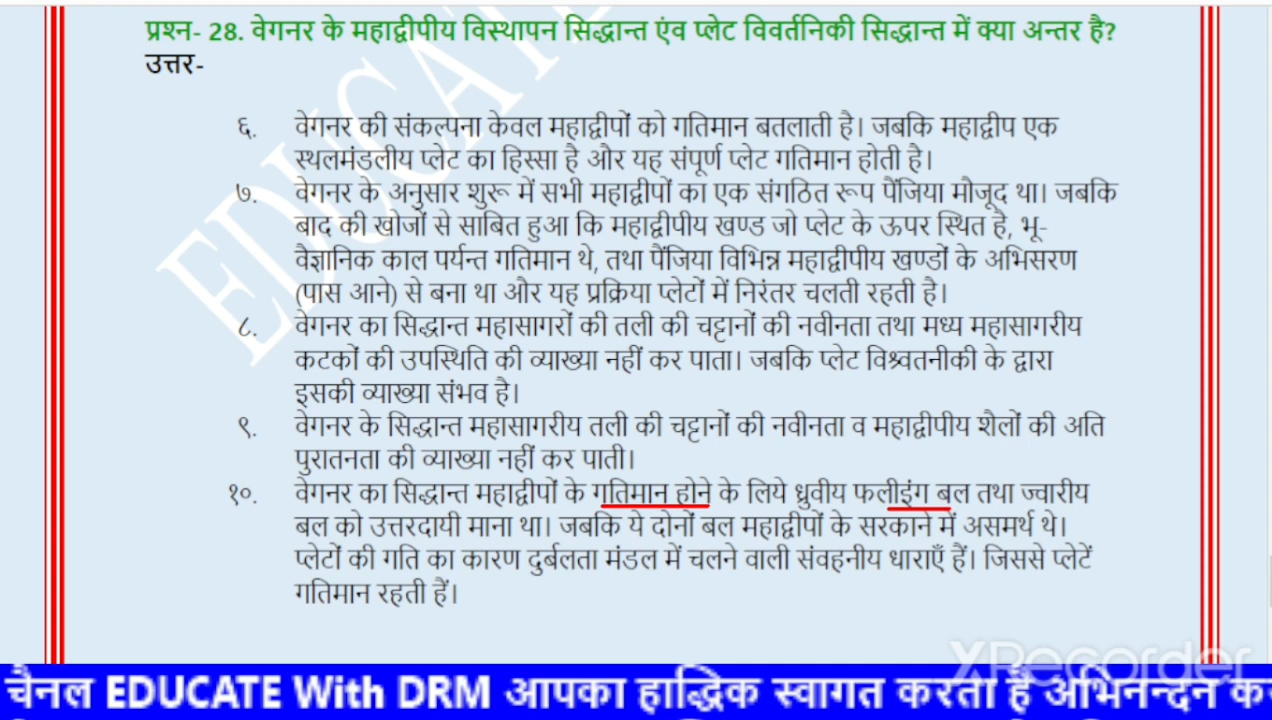 प्रश्न- 28. वेगनर के महाद्वीपीय विस्थापन सिद्धान्त एंव प्लेट विवर्तनिकी सिद्धान्त में क्या अन्तर है?
उत्तर-
६. वेगनर की संकल्पना केवल महाद्वीपों को गतिमान बतलाती है। जबकि महाद्वीप एक
स्थलमंडलीय प्लेट का हिस्सा है और यह संपूर्ण प्लेट गतिमान होती है।
७. वेगनर के अनुसार शुरू में सभी महाद्वीपों का एक संगठित रूप पैंजिया मौजूद था। जबकि
बाद की खोजों से साबित हुआ कि महाद्वीपीय खण्ड जो प्लेट के ऊपर स्थित है, भू-
वैज्ञानिक काल पर्यन्त गतिमान थे, तथा पैंजिया विभिन्न महाद्वीपीय खण्डों के अभिसरण
(पास आने) से बना था और यह प्रक्रिया प्लेटों में निरंतर चलती रहती है।
८. वेगनर का सिद्धान्त महासागरों की तली की चट्टानों की नवीनता तथा मध्य महासागरीय
कटकों की उपस्थिति की व्याख्या नहीं कर पाता। जबकि प्लेट विश्वतनीकी के द्वारा
इसकी व्याख्या संभव है।
९. वेगनर के सिद्धान्त महासागरीय तली की चट्टानों की नवीनता व महाद्वीपीय शैलों की अति
पुरातनता की व्याख्या नहीं कर पाती।
१०. वेगनर का सिद्धान्त महाद्वीपों के गतिमान होने के लिये ध्रुवीय फलीइंग बल तथा ज्वारीय
बल को उत्तरदायी माना था। जबकि ये दोनों बल महाद्वीपों के सरकाने में असमर्थ थे।
प्लेटों की गति का कारण दुर्बलता मंडल में चलने वाली संवहनीय धाराएँ हैं। जिससे प्लेटें
गतिमान रहती हैं।
XRecorder
चैनल EDUCATE With DRM आपका हाद्धिक स्वागत करता है अभिनन्दन